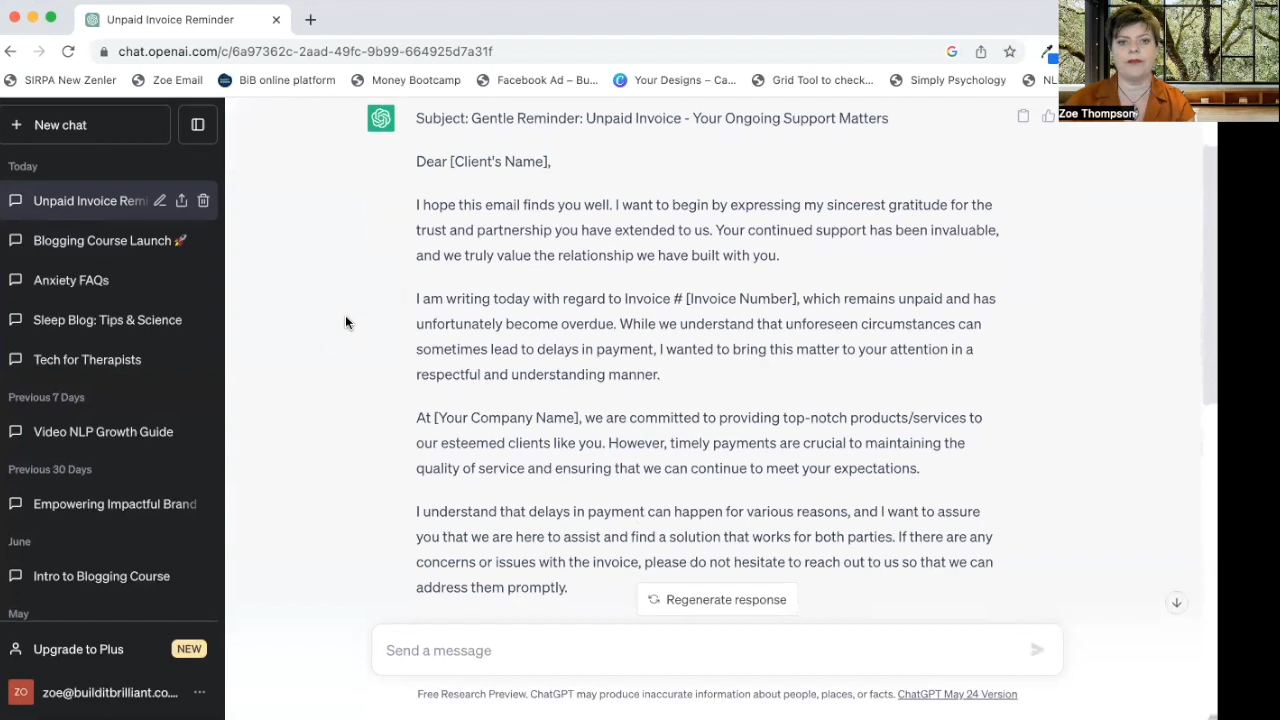 Unpaid Invoice Reminder
chat.openai.com/c/6a97362c-2aad-49fc-9b99-664925d7a31f
SIRPA New Zenler
Zoe Email
BiB online platform
Money Bootcamp
Facebook Ad – Bu...
Your Designs – Ca...
Grid Tool to check...
Simply Psychology
NL
Zoe Thompson
New chat
Today
Unpaid Invoice Remi
Blogging Course Launch 🚀
Anxiety FAQs
Sleep Blog: Tips & Science
Tech for Therapists
Previous 7 Days
Video NLP Growth Guide
Previous 30 Days
Empowering Impactful Brand
June
Intro to Blogging Course
May
Upgrade to Plus
NEW
ZO
zoe@builditbrilliant.co....
Subject: Gentle Reminder: Unpaid Invoice - Your Ongoing Support Matters
Dear [Client's Name],
I hope this email finds you well. I want to begin by expressing my sincerest gratitude for the
trust and partnership you have extended to us. Your continued support has been invaluable,
and we truly value the relationship we have built with you.
I am writing today with regard to Invoice # [Invoice Number], which remains unpaid and has
unfortunately become overdue. While we understand that unforeseen circumstances can
sometimes lead to delays in payment, I wanted to bring this matter to your attention in a
respectful and understanding manner.
At [Your Company Name], we are committed to providing top-notch products/services to
our esteemed clients like you. However, timely payments are crucial to maintaining the
quality of service and ensuring that we can continue to meet your expectations.
I understand that delays in payment can happen for various reasons, and I want to assure
you that we are here to assist and find a solution that works for both parties. If there are any
concerns or issues with the invoice, please do not hesitate to reach out to us so that we can
address them promptly.
Regenerate response
Send a message
Free Research Preview. ChatGPT may produce inaccurate information about people, places, or facts. ChatGPT May 24 Version